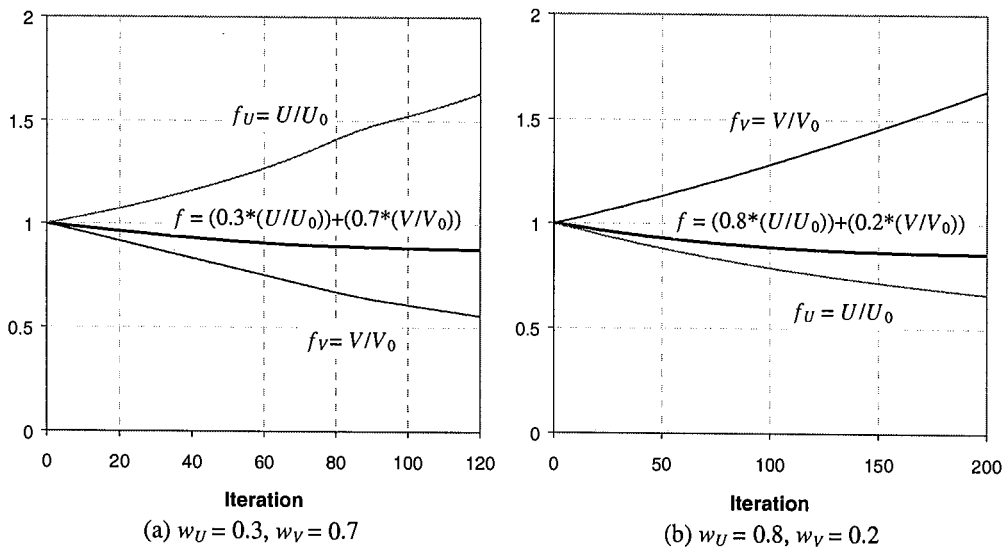 2
1.5
1
0.5
0
f_U = U/U_0
f = (0.3*(U/U_0))+(0.7*(V/V_0))
f_V = V/V_0
0 20 40 60 80 100 120
Iteration
(a) w_U = 0.3, w_V = 0.7
2
1.5
1
0.5
0
f_V = V/V_0
f = (0.8*(U/U_0))+(0.2*(V/V_0))
f_U = U/U_0
0 50 100 150 200
Iteration
(b) w_U = 0.8, w_V = 0.2